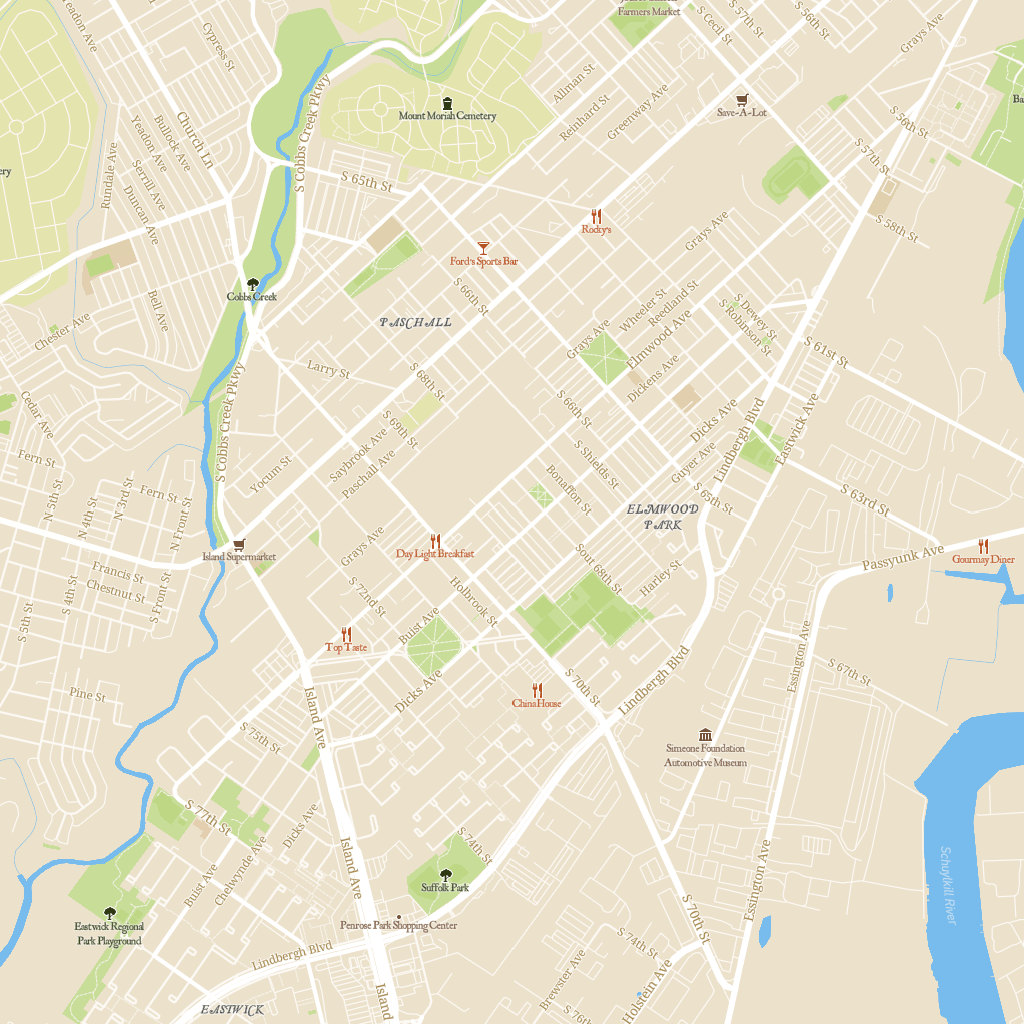 Farmers Market
S 57th St
S 56th St
S Cecil St
Grays Ave
Yeadon Ave
Cypress St
Church Ln
S Cobbs Creek Pkwy
Allman St
Reinhard St
Greenway Ave
Save-A-Lot
Mount Moriah Cemetery
S 56th St
S 57th St
S 58th St
Bullock Ave
Yeadon Ave
Serrill Ave
Duncan Ave
Rundale Ave
S 65th St
Rocky's
Ford's Sports Bar
Grays Ave
Cobbs Creek
Bell Ave
Chester Ave
S 66th St
PASCHALL
Wheeler St
Reedland St
Elmwood Ave
Grays Ave
Dickens Ave
S Dewey St
S Robinson St
S 61st St
Larry St
S 68th St
S 69th St
S 66th St
Cedar Ave
S Cobbs Creek Pkwy
Saybrook Ave
Paschall Ave
Yocum St
Dicks Ave
Guyer Ave
Lindbergh Blvd
Eastwick Ave
S Shields St
Bonaffon St
S 65th St
S 63rd St
Fern St
Fern St
N 5th St
N 4th St
N 3rd St
N Front St
ELMWOOD
PARK
Island Supermarket
Grays Ave
Day Light Breakfast
Sout 68th St
Harley St
Passyunk Ave
Gourmay Diner
Francis St
Chestnut St
S Front St
S 4th St
S 5th St
S 72nd St
Holbrook St
Buist Ave
Top Taste
Dicks Ave
Essington Ave
S 67th St
Pine St
Island Ave
S 70th St
China House
Lindbergh Blvd
Simeone Foundation
Automotive Museum
S 75th St
S 77th St
Dicks Ave
Chelwynde Ave
Buist Ave
Island Ave
S 74th St
Suffolk Park
Essington Ave
Schuylkill River
Eastwick Regional
Park Playground
Penrose Park Shopping Center
S 70th St
Lindbergh Blvd
S 74th St
Brewster Ave
Holstein Ave
EASTWICK
Island
S 76th